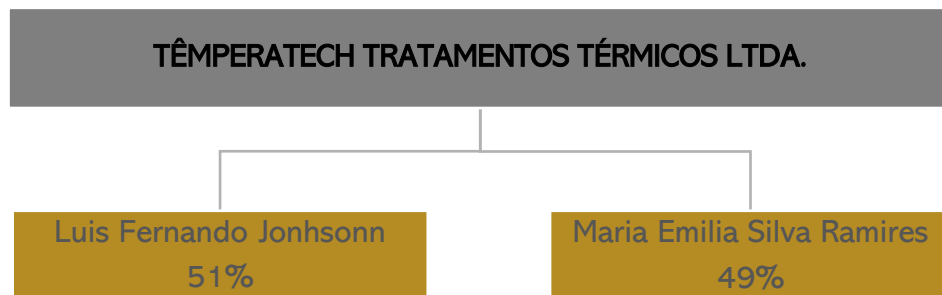 TÊMPERATECH TRATAMENTOS TÉRMICOS LTDA.
Luis Fernando Jonhsonn
51%
Maria Emilia Silva Ramires
49%